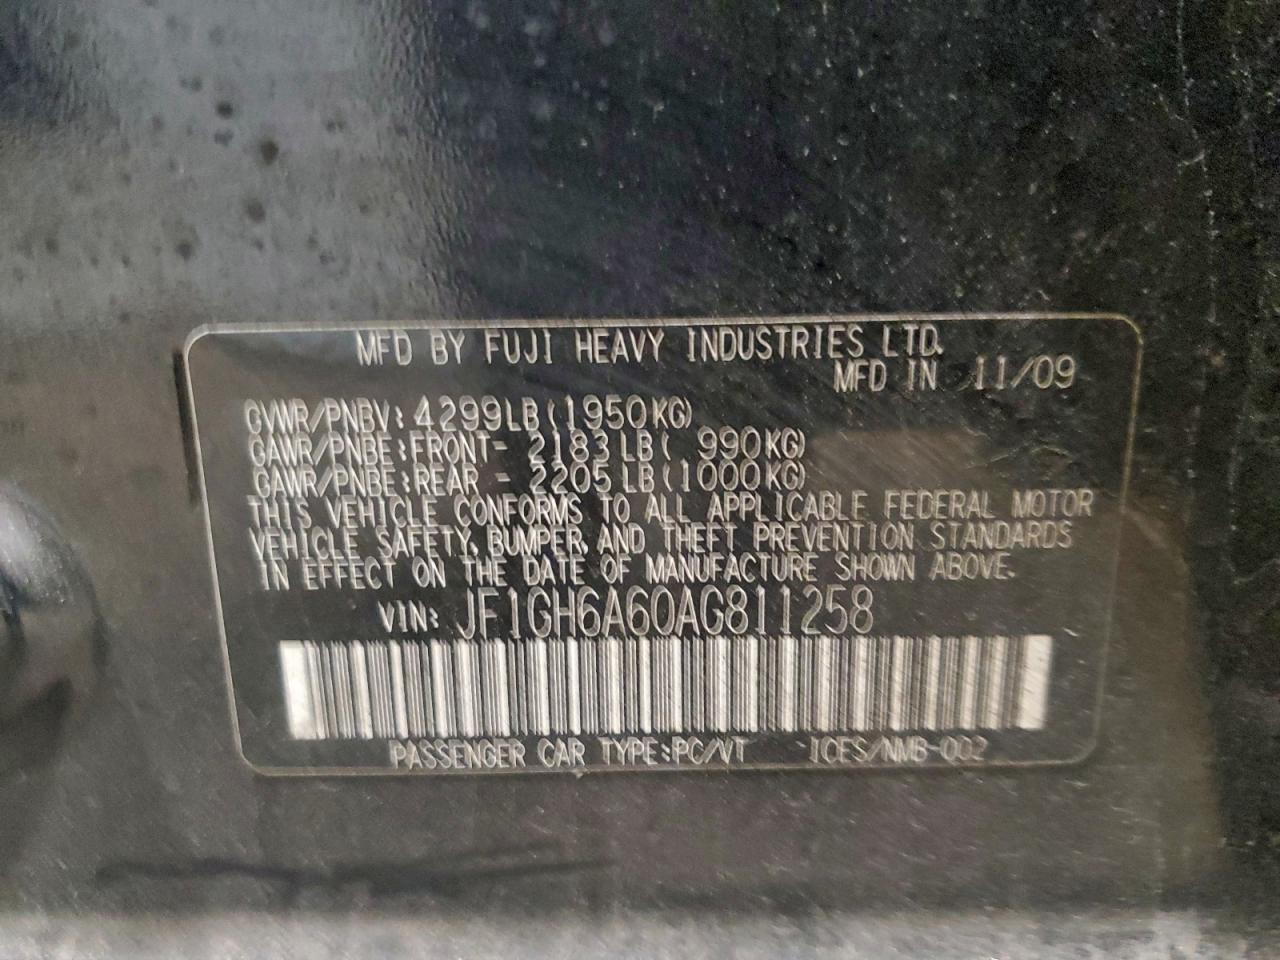 MFD BY FUJI HEAVY INDUSTRIES LTD.
MFD IN 11/09
GVWR/PNBV: 4299LB(1950KG)
GAWR/PNBE:FRONT- 2183LB( 990KG)
GAWR/PNBE:REAR - 2205LB(1000KG)
THIS VEHICLE CONFORMS TO ALL APPLICABLE FEDERAL MOTOR
VEHICLE SAFETY, BUMPER, AND THEFT PREVENTION STANDARDS
IN EFFECT ON THE DATE OF MANUFACTURE SHOWN ABOVE.
VIN: JF1GH6A60AG811258
PASSENGER CAR TYPE:PC/VT ICES/NMB-002